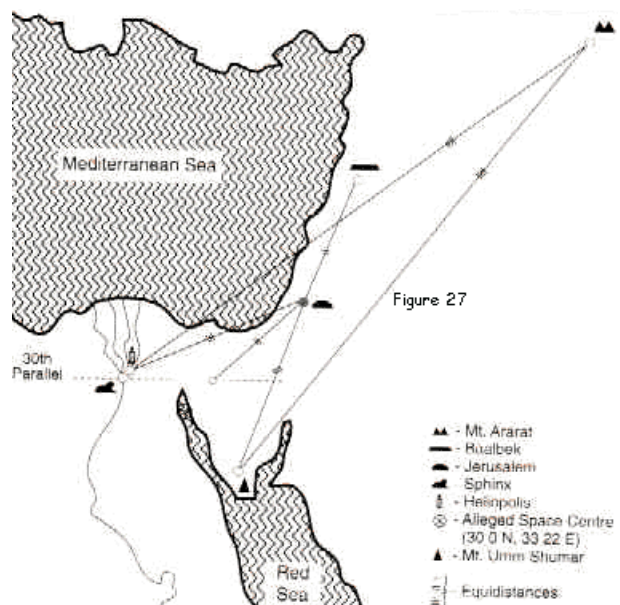 Mediterranean Sea
Figure 27
30th
Parallel
- Mt. Ararat
- Baalbek
- Jerusalem
- Sphinx
- Heliopolis
- Alleged Space Centre
(30 0 N, 33 22 E)
- Mt. Umm Shumar
- Equidistances
Red
Sea